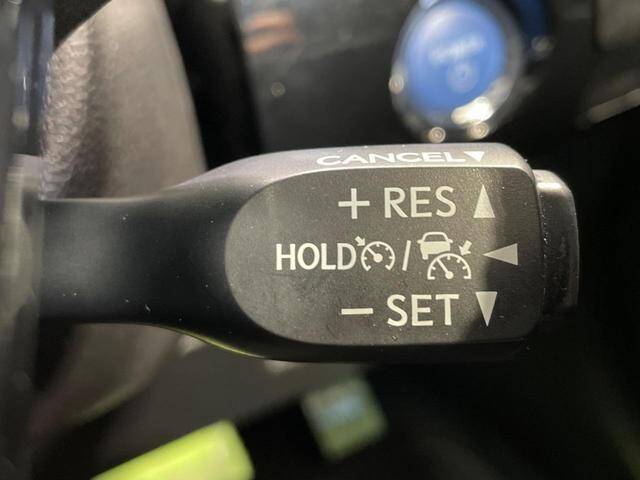 CANCEL▼
+ RES ▲
HOLD / ◀
− SET ▼